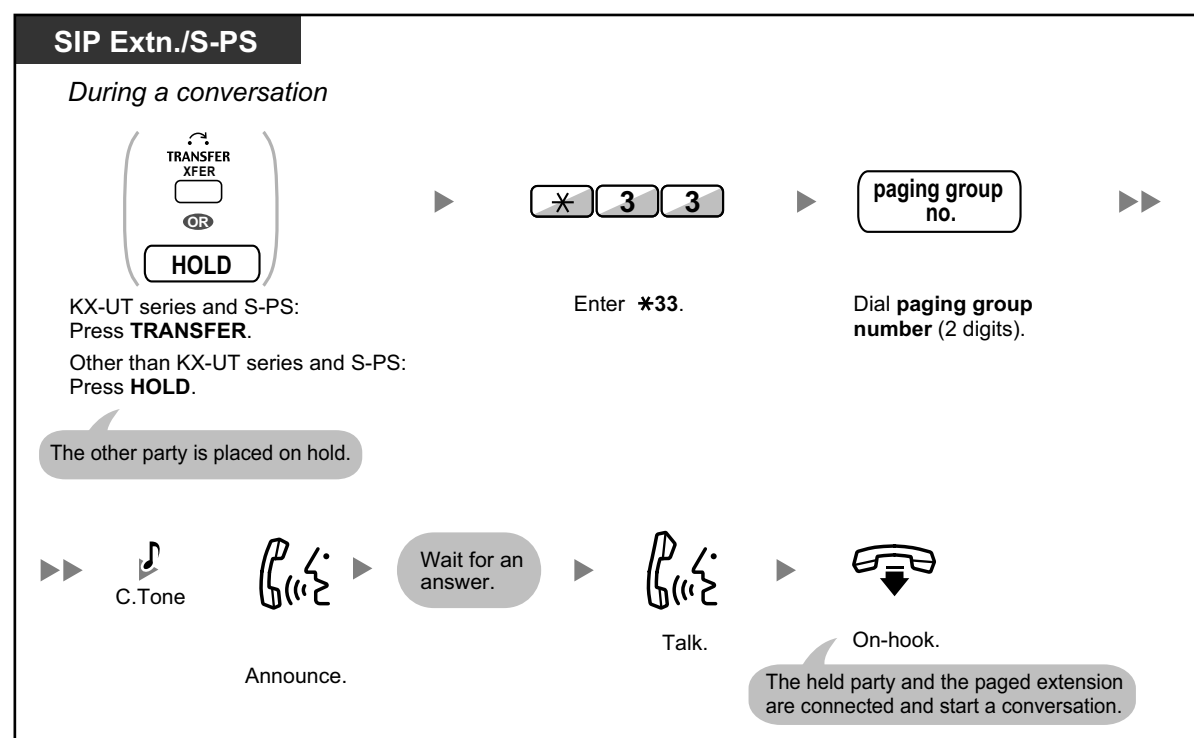 SIP Extn./S-PS
During a conversation
TRANSFER
XFER
OR
HOLD
KX-UT series and S-PS:
Press TRANSFER.
Other than KX-UT series and S-PS:
Press HOLD.
The other party is placed on hold.
* 3 3
Enter *33.
paging group
no.
Dial paging group
number (2 digits).
C.Tone
Announce.
Wait for an
answer.
Talk.
On-hook.
The held party and the paged extension
are connected and start a conversation.